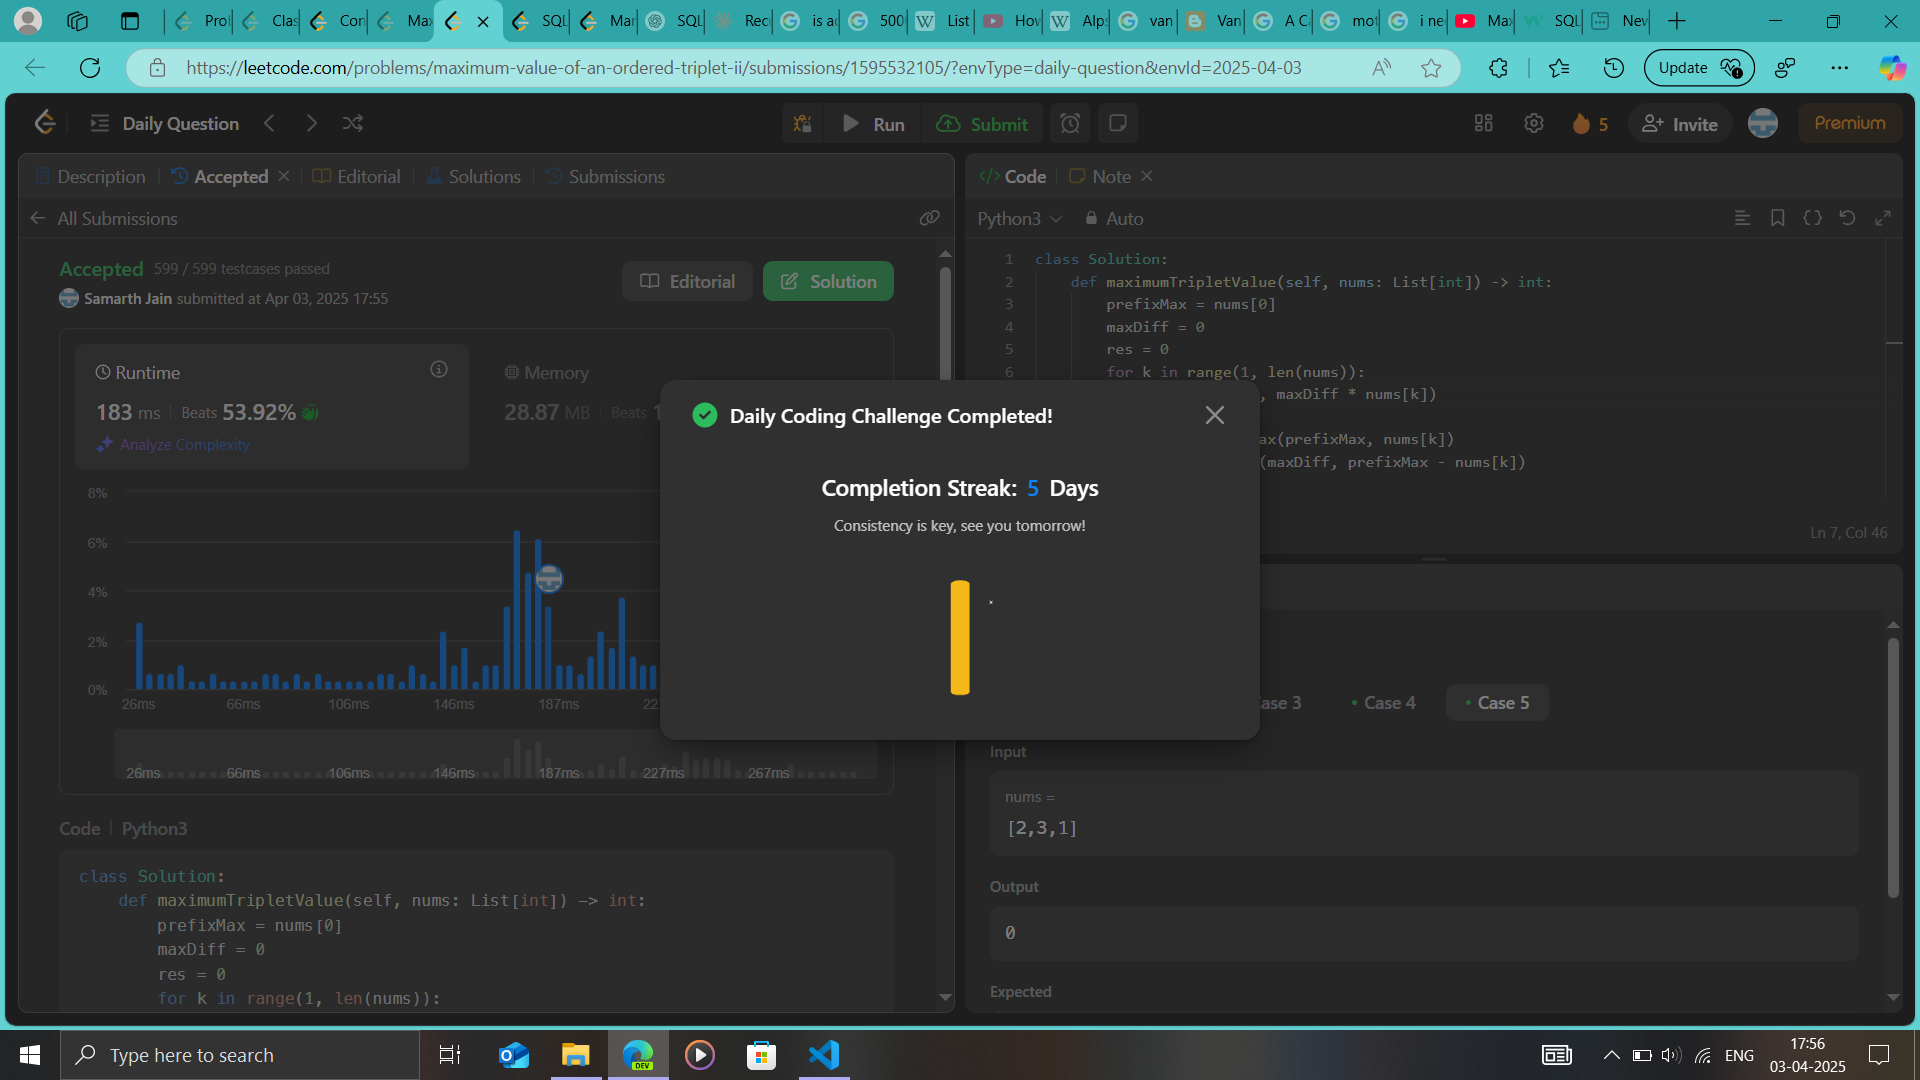 Prol
Clas
Con
Max
SQL
Mar
SQL
Rec
is ac
500
List
How
Alps
van
Van
A C
mot
i ne
Max
SQL
New
https://leetcode.com/problems/maximum-value-of-an-ordered-triplet-ii/submissions/1595532105/?envType=daily-question&envId=2025-04-03
Update
Daily Question
Run
Submit
5
Invite
Premium
Description
Accepted
Editorial
Solutions
Submissions
All Submissions
Accepted 599 / 599 testcases passed
Samarth Jain submitted at Apr 03, 2025 17:55
Editorial
Solution
Runtime
183 ms Beats 53.92%
Analyze Complexity
Memory
28.87 MB Beats 1
8%
6%
4%
2%
0%
26ms 66ms 106ms 146ms 187ms 22
26ms 66ms 106ms 146ms 187ms 227ms 267ms
Code Python3
class Solution:
def maximumTripletValue(self, nums: List[int]) -> int:
prefixMax = nums[0]
maxDiff = 0
res = 0
for k in range(1, len(nums)):
Daily Coding Challenge Completed!
Completion Streak: 5 Days
Consistency is key, see you tomorrow!
</> Code
Note
Python3
Auto
1 class Solution:
2 def maximumTripletValue(self, nums: List[int]) -> int:
3 prefixMax = nums[0]
4 maxDiff = 0
5 res = 0
6 for k in range(1, len(nums)):
, maxDiff * nums[k])
ax(prefixMax, nums[k])
(maxDiff, prefixMax - nums[k])
Ln 7, Col 46
ase 3
Case 4
Case 5
Input
nums =
[2,3,1]
Output
0
Expected
Type here to search
DEV
ENG
17:56
03-04-2025